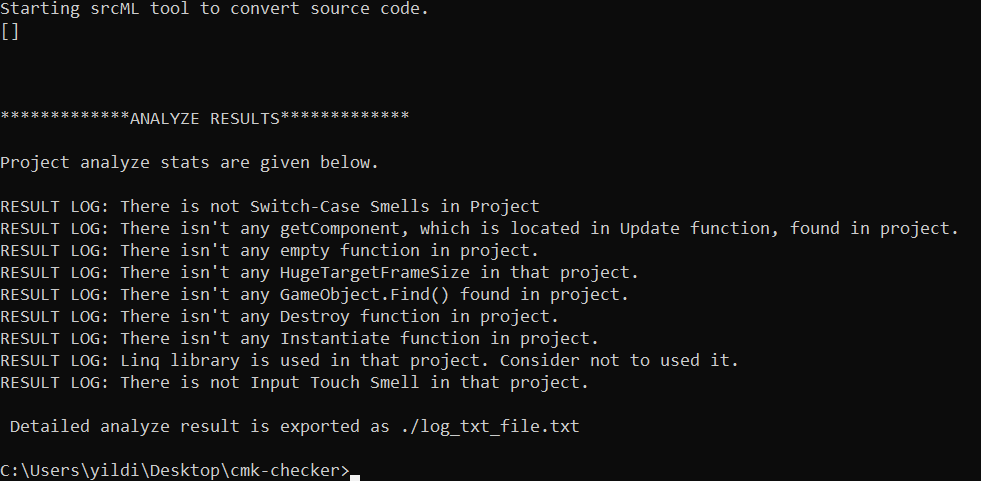 Starting srcML tool to convert source code.
[]
*************ANALYZE RESULTS*************
Project analyze stats are given below.
RESULT LOG: There is not Switch-Case Smells in Project
RESULT LOG: There isn't any getComponent, which is located in Update function, found in project.
RESULT LOG: There isn't any empty function in project.
RESULT LOG: There isn't any HugeTargetFrameSize in that project.
RESULT LOG: There isn't any GameObject.Find() found in project.
RESULT LOG: There isn't any Destroy function in project.
RESULT LOG: There isn't any Instantiate function in project.
RESULT LOG: Linq library is used in that project. Consider not to used it.
RESULT LOG: There is not Input Touch Smell in that project.
Detailed analyze result is exported as ./log_txt_file.txt
C:\Users\yildi\Desktop\cmk-checker>